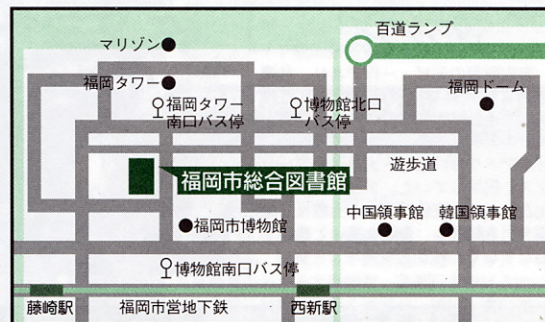 百道ランプ
マリゾン
福岡タワー
福岡ドーム
福岡タワー
南口バス停
博物館北口
バス停
遊歩道
福岡市総合図書館
中国領事館
韓国領事館
福岡市博物館
博物館南口バス停
藤崎駅
福岡市営地下鉄
西新駅